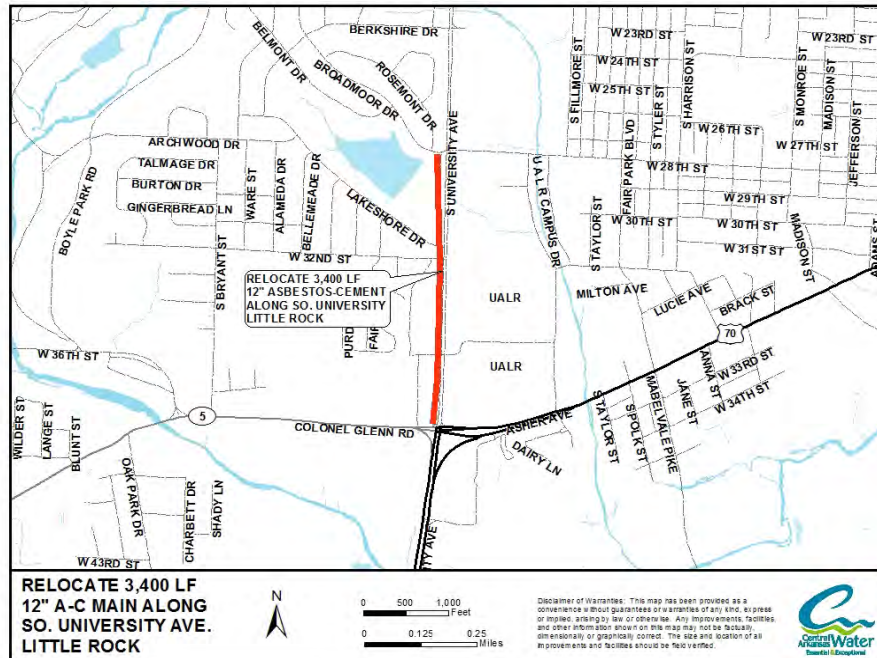 BERKSHIRE DR
BELMONT DR
BROADMOOR DR
ROSEMONT DR
S UNIVERSITY AVE
W 23RD ST
W 23RD ST
W 24TH ST
W 25TH ST
S FILLMORE ST
S TYLER ST
S HARRISON ST
S MONROE ST
MADISON ST
JEFFERSON ST
FAIR PARK BLVD
W 26TH ST
W 27TH ST
W 28TH ST
W 29TH ST
W 30TH ST
W 30TH ST
W 31ST ST
MADISON ST
ADAMS ST
ARCHWOOD DR
TALMAGE DR
BURTON DR
GINGERBREAD LN
BOYLE PARK RD
WARE ST
ALAMEDA DR
BELLEMEADE DR
LAKESHORE DR
W 32ND ST
S BRYANT ST
UALR CAMPUS DR
S TAYLOR ST
RELOCATE 3,400 LF
12" ASBESTOS-CEMENT
ALONG SO. UNIVERSITY
LITTLE ROCK
PURD
FAIR
UALR
UALR
MILTON AVE
LUCIE AVE
BRACK ST
70
W 33RD ST
W 34TH ST
ANNA ST
JANE ST
MABELVALE PIKE
S POLK ST
S TAYLOR ST
W 36TH ST
5
COLONEL GLENN RD
ASHER AVE
DAIRY LN
WILDER ST
LANGE ST
BLUNT ST
OAK PARK DR
CHARBETT DR
SHADY LN
W 43RD ST
ITY AVE
RELOCATE 3,400 LF
12" A-C MAIN ALONG
SO. UNIVERSITY AVE.
LITTLE ROCK
N
0 500 1,000
Feet
0 0.125 0.25
Miles
Disclaimer of Warranties: This map has been provided as a
convenience without guarantees or warranties of any kind, express
or implied, arising by law or otherwise. Any improvements, facilities,
and other information shown on this map may not be factually,
dimensionally or graphically correct. The size and location of all
improvements and facilities should be field verified.
Central
Arkansas Water
Essential & Exceptional